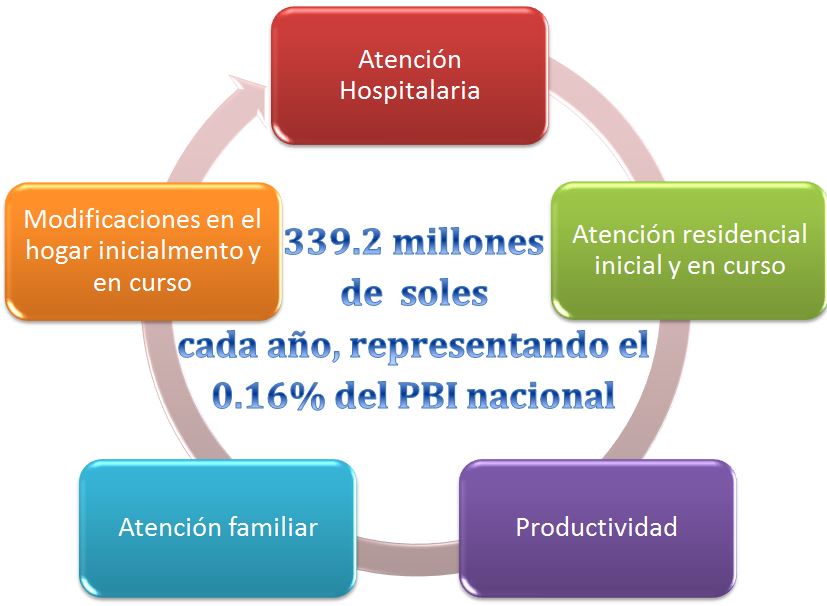 Atención
Hospitalaria
Modificaciones en el
hogar inicialmento y
en curso
339.2 millones
de soles
cada año, representando el
0.16% del PBI nacional
Atención residencial
inicial y en curso
Atención familiar
Productividad